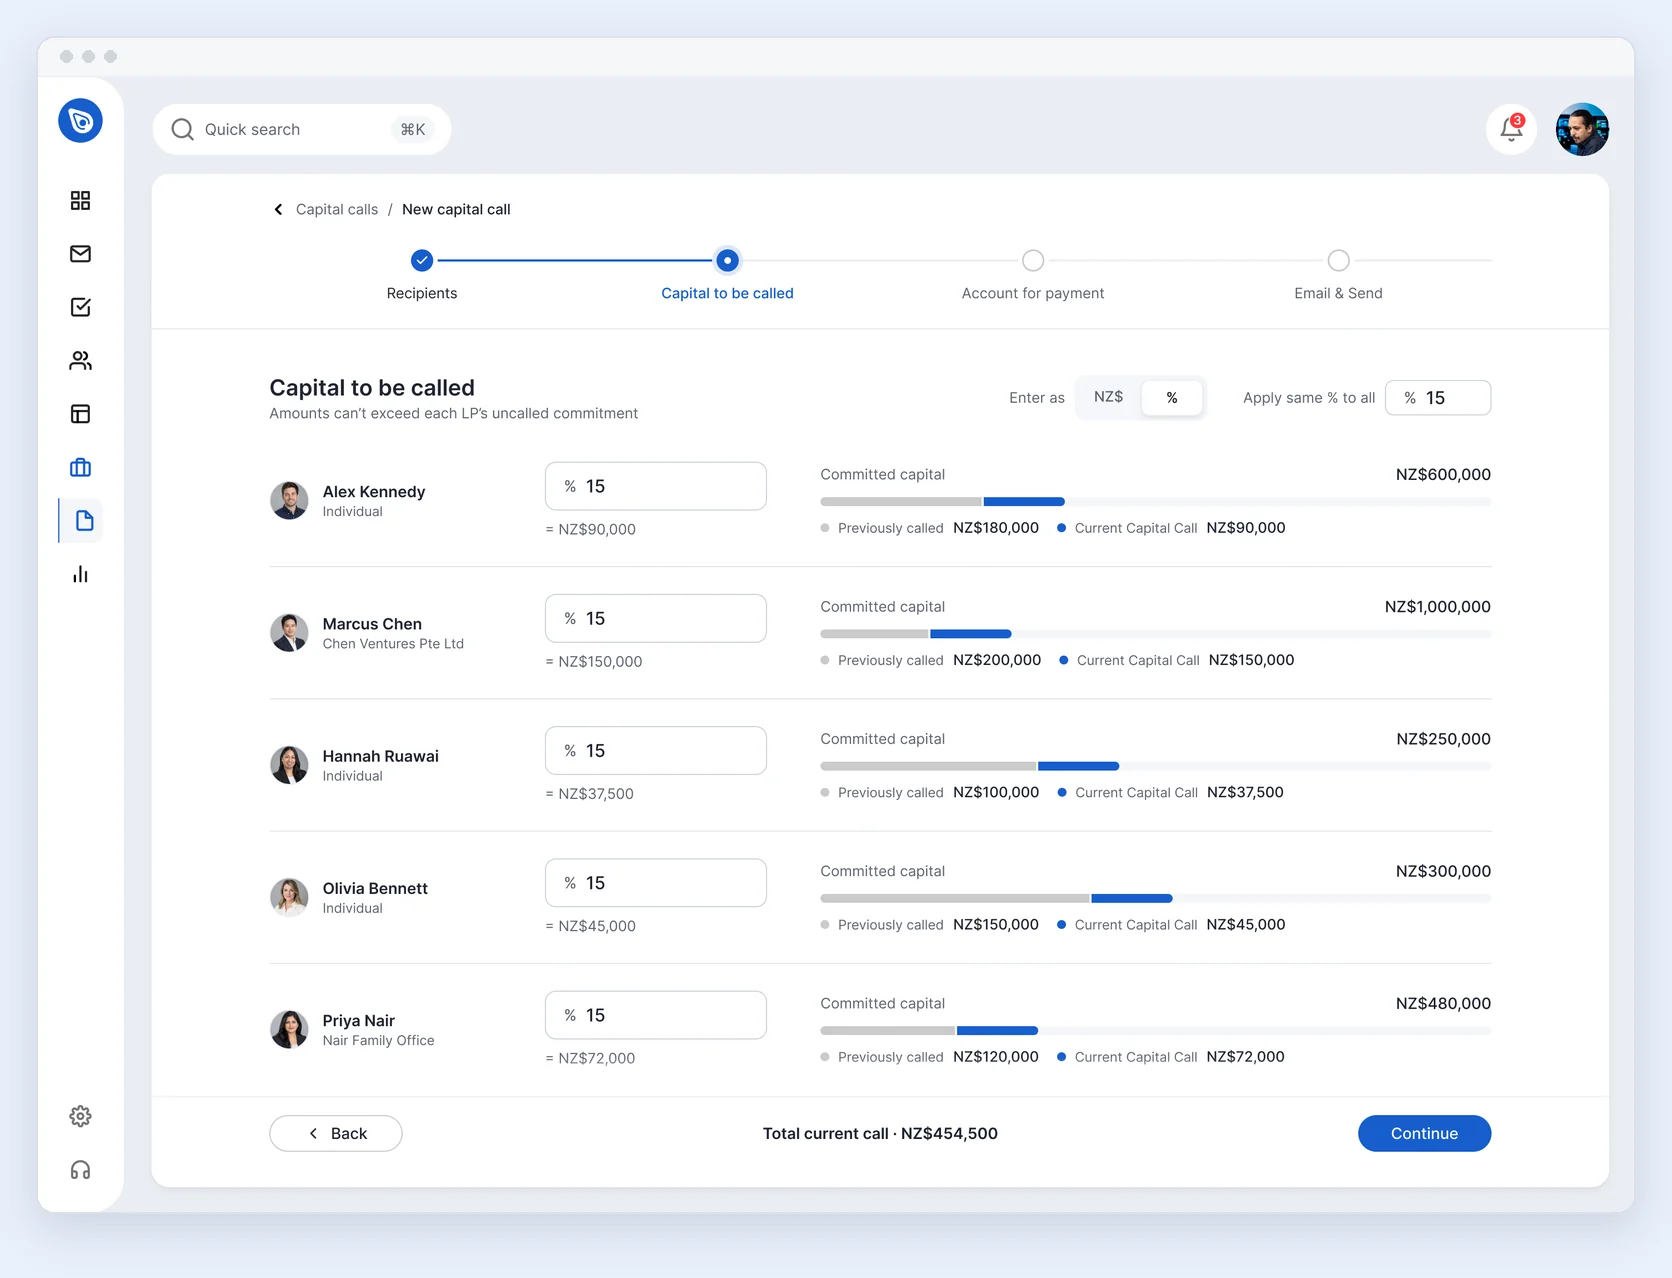 Quick search ⌘K
3
Capital calls / New capital call
Recipients
Capital to be called
Account for payment
Email & Send
Capital to be called
Amounts can’t exceed each LP’s uncalled commitment
Enter as NZ$ % Apply same % to all % 15
Alex Kennedy
Individual
% 15
= NZ$90,000
Committed capital NZ$600,000
Previously called NZ$180,000 Current Capital Call NZ$90,000
Marcus Chen
Chen Ventures Pte Ltd
% 15
= NZ$150,000
Committed capital NZ$1,000,000
Previously called NZ$200,000 Current Capital Call NZ$150,000
Hannah Ruawai
Individual
% 15
= NZ$37,500
Committed capital NZ$250,000
Previously called NZ$100,000 Current Capital Call NZ$37,500
Olivia Bennett
Individual
% 15
= NZ$45,000
Committed capital NZ$300,000
Previously called NZ$150,000 Current Capital Call NZ$45,000
Priya Nair
Nair Family Office
% 15
= NZ$72,000
Committed capital NZ$480,000
Previously called NZ$120,000 Current Capital Call NZ$72,000
Back
Total current call · NZ$454,500
Continue